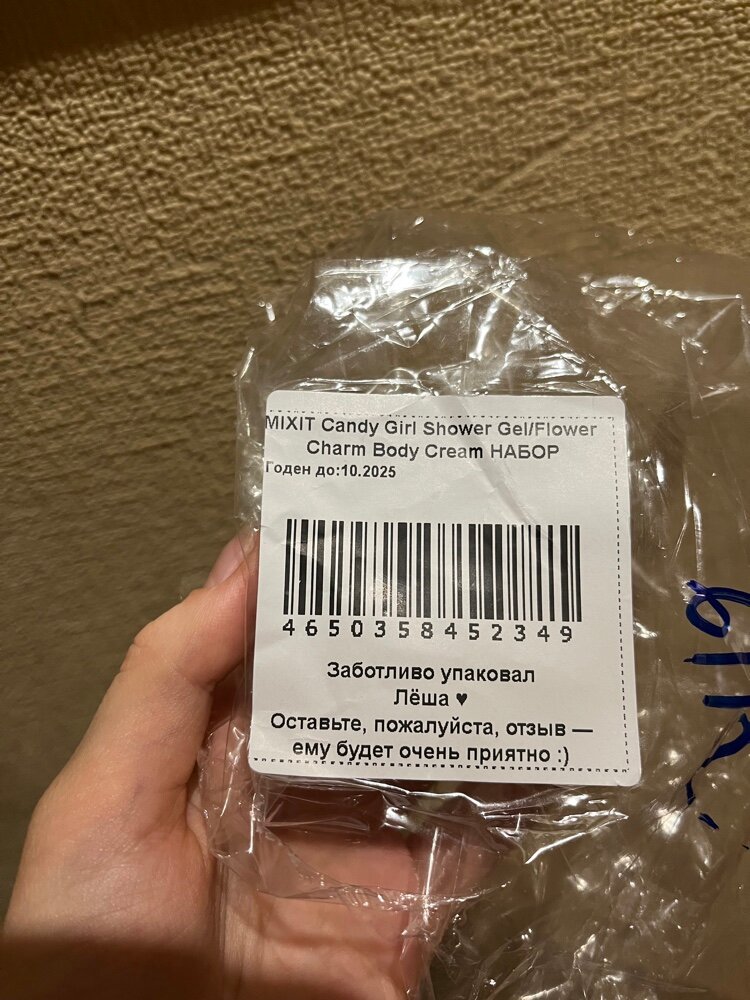 MIXIT Candy Girl Shower Gel/Flower
Charm Body Cream НАБОР
Годен до:10.2025
4650358452349
Заботливо упаковал
Лёша ♥
Оставьте, пожалуйста, отзыв —
ему будет очень приятно :)